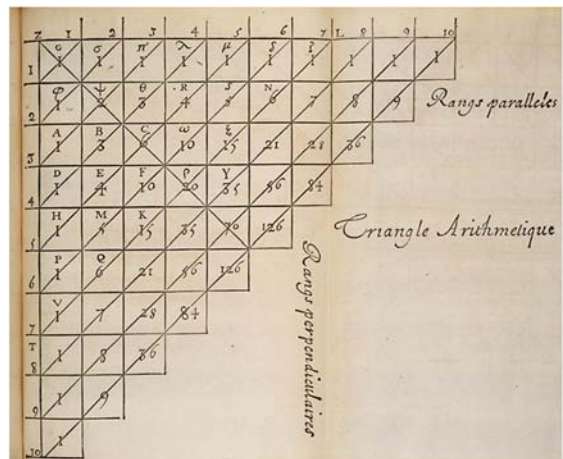 Z 1 2 3 4 5 6 7 L 8 9 10
σ σ π λ μ
1 1 1 1 1 1 1 1 1 1 1 1
φ ψ θ R N
2 1 2 3 4 5 6 7 8 9 Rangs paralleles
A B C ω ξ
3 1 3 6 10 15 21 28 36
D E F ρ Y
4 1 4 10 20 35 56 84
H M K
5 1 5 15 35 70 126 Triangle Arithmetique
P Q
6 1 6 21 56 126
V
7 1 7 28 84
T
8 1 8 36
9 1 9
10 1
Rangs perpendiculaires